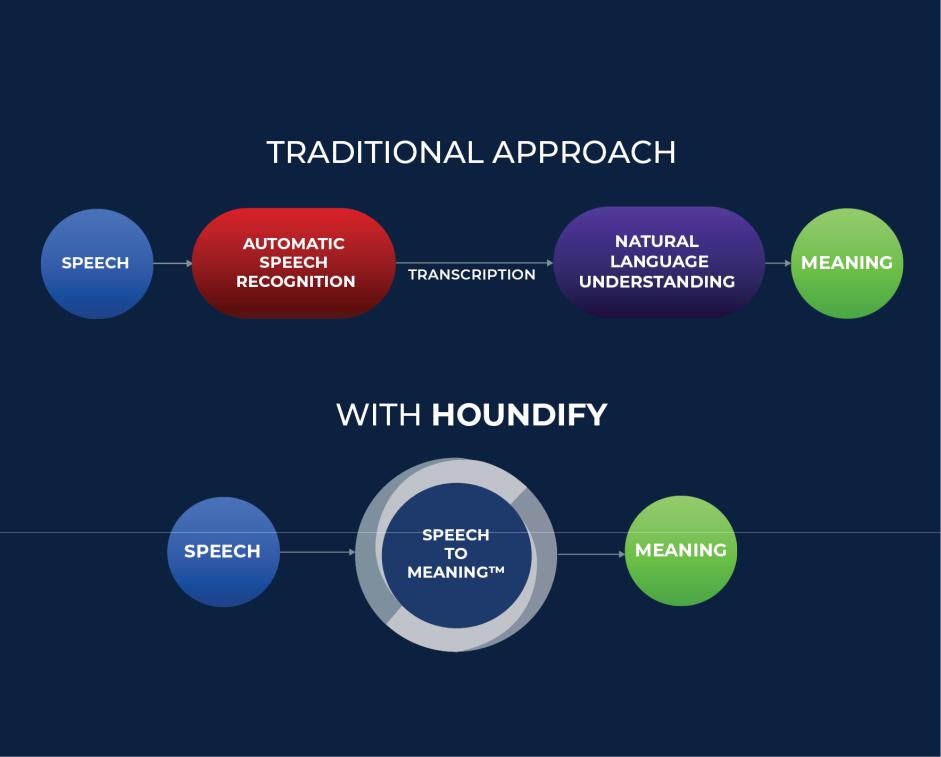 TRADITIONAL APPROACH
SPEECH
AUTOMATIC
SPEECH
RECOGNITION
TRANSCRIPTION
NATURAL
LANGUAGE
UNDERSTANDING
MEANING
WITH HOUNDIFY
SPEECH
SPEECH
TO
MEANING™
MEANING